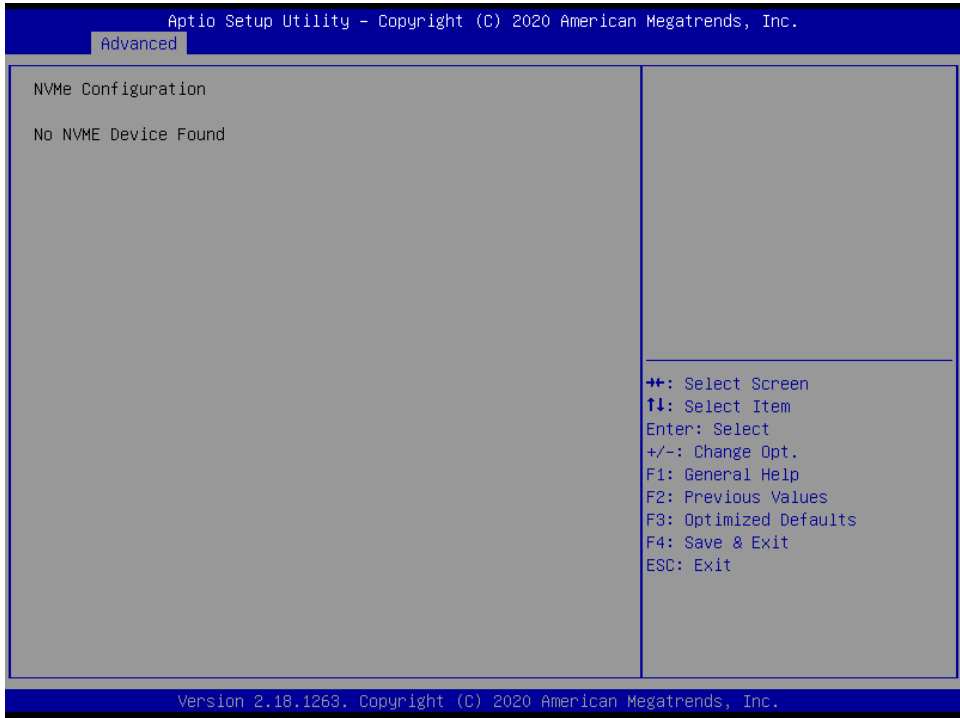 Aptio Setup Utility – Copyright (C) 2020 American Megatrends, Inc.
Advanced
NVMe Configuration
No NVME Device Found
→←: Select Screen
↑↓: Select Item
Enter: Select
+/-: Change Opt.
F1: General Help
F2: Previous Values
F3: Optimized Defaults
F4: Save & Exit
ESC: Exit
Version 2.18.1263. Copyright (C) 2020 American Megatrends, Inc.